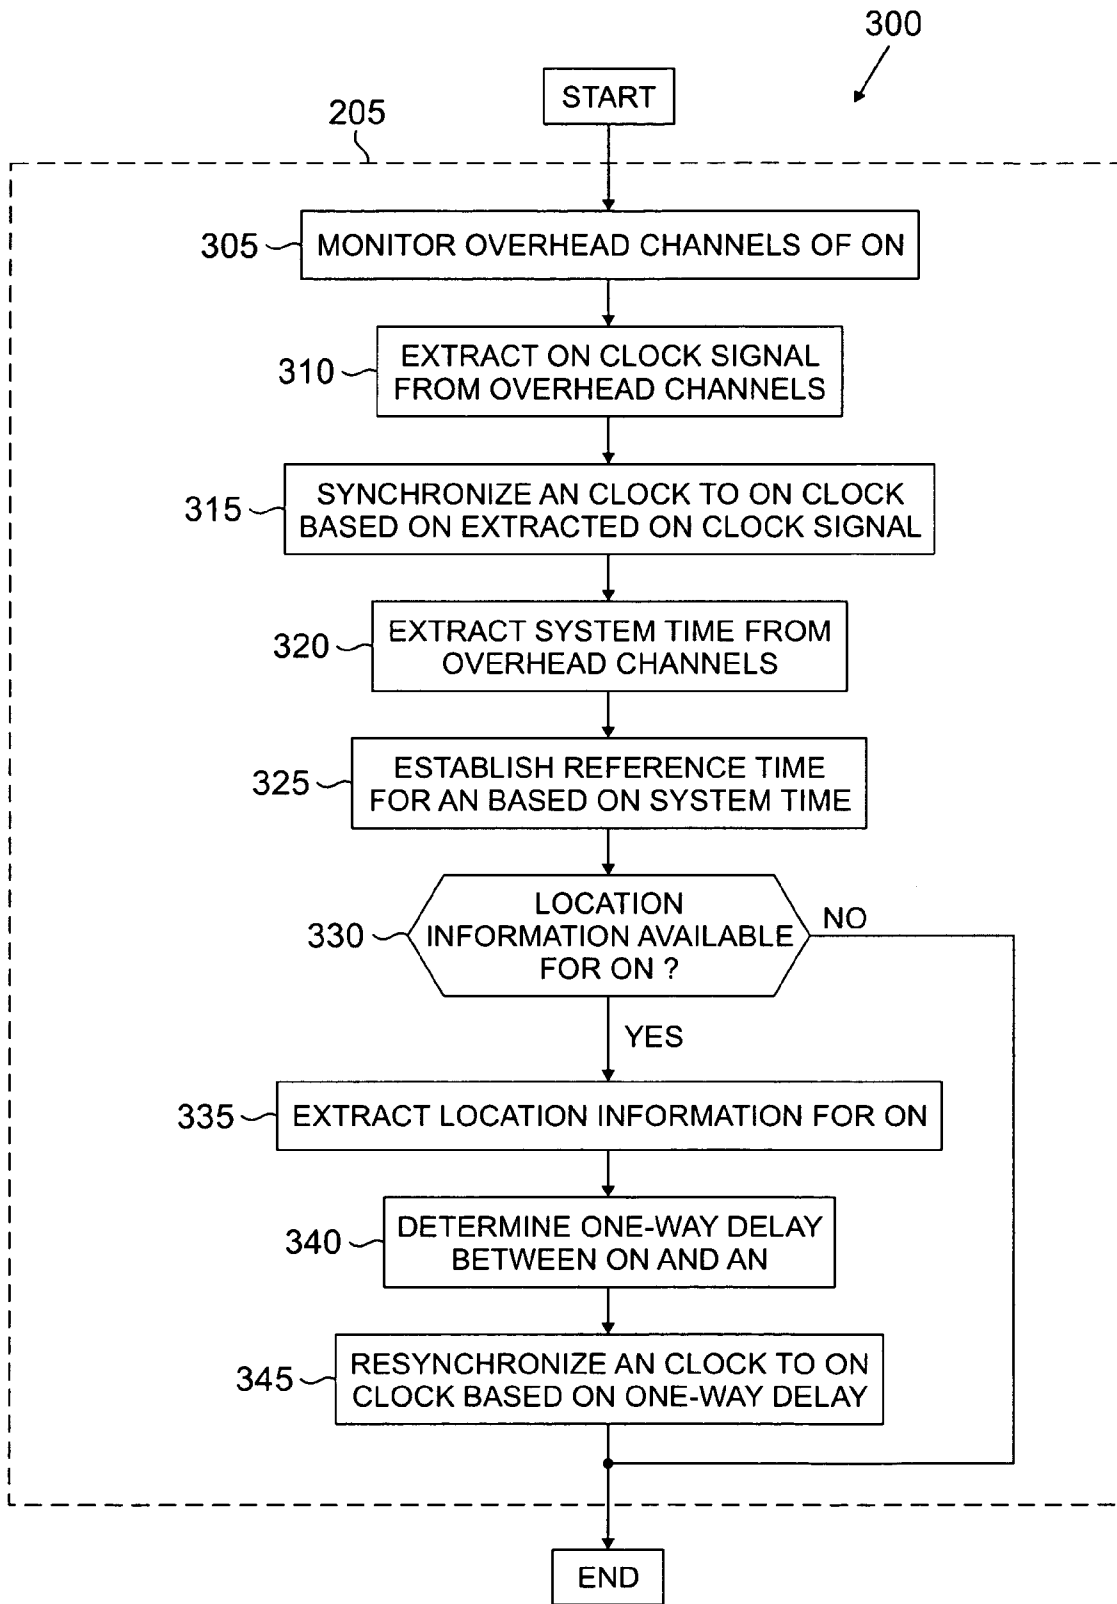 300
START
205
305
MONITOR OVERHEAD CHANNELS OF ON
310
EXTRACT ON CLOCK SIGNAL
FROM OVERHEAD CHANNELS
315
SYNCHRONIZE AN CLOCK TO ON CLOCK
BASED ON EXTRACTED ON CLOCK SIGNAL
320
EXTRACT SYSTEM TIME FROM
OVERHEAD CHANNELS
325
ESTABLISH REFERENCE TIME
FOR AN BASED ON SYSTEM TIME
330
LOCATION
INFORMATION AVAILABLE
FOR ON ?
NO
YES
335
EXTRACT LOCATION INFORMATION FOR ON
340
DETERMINE ONE-WAY DELAY
BETWEEN ON AND AN
345
RESYNCHRONIZE AN CLOCK TO ON
CLOCK BASED ON ONE-WAY DELAY
END